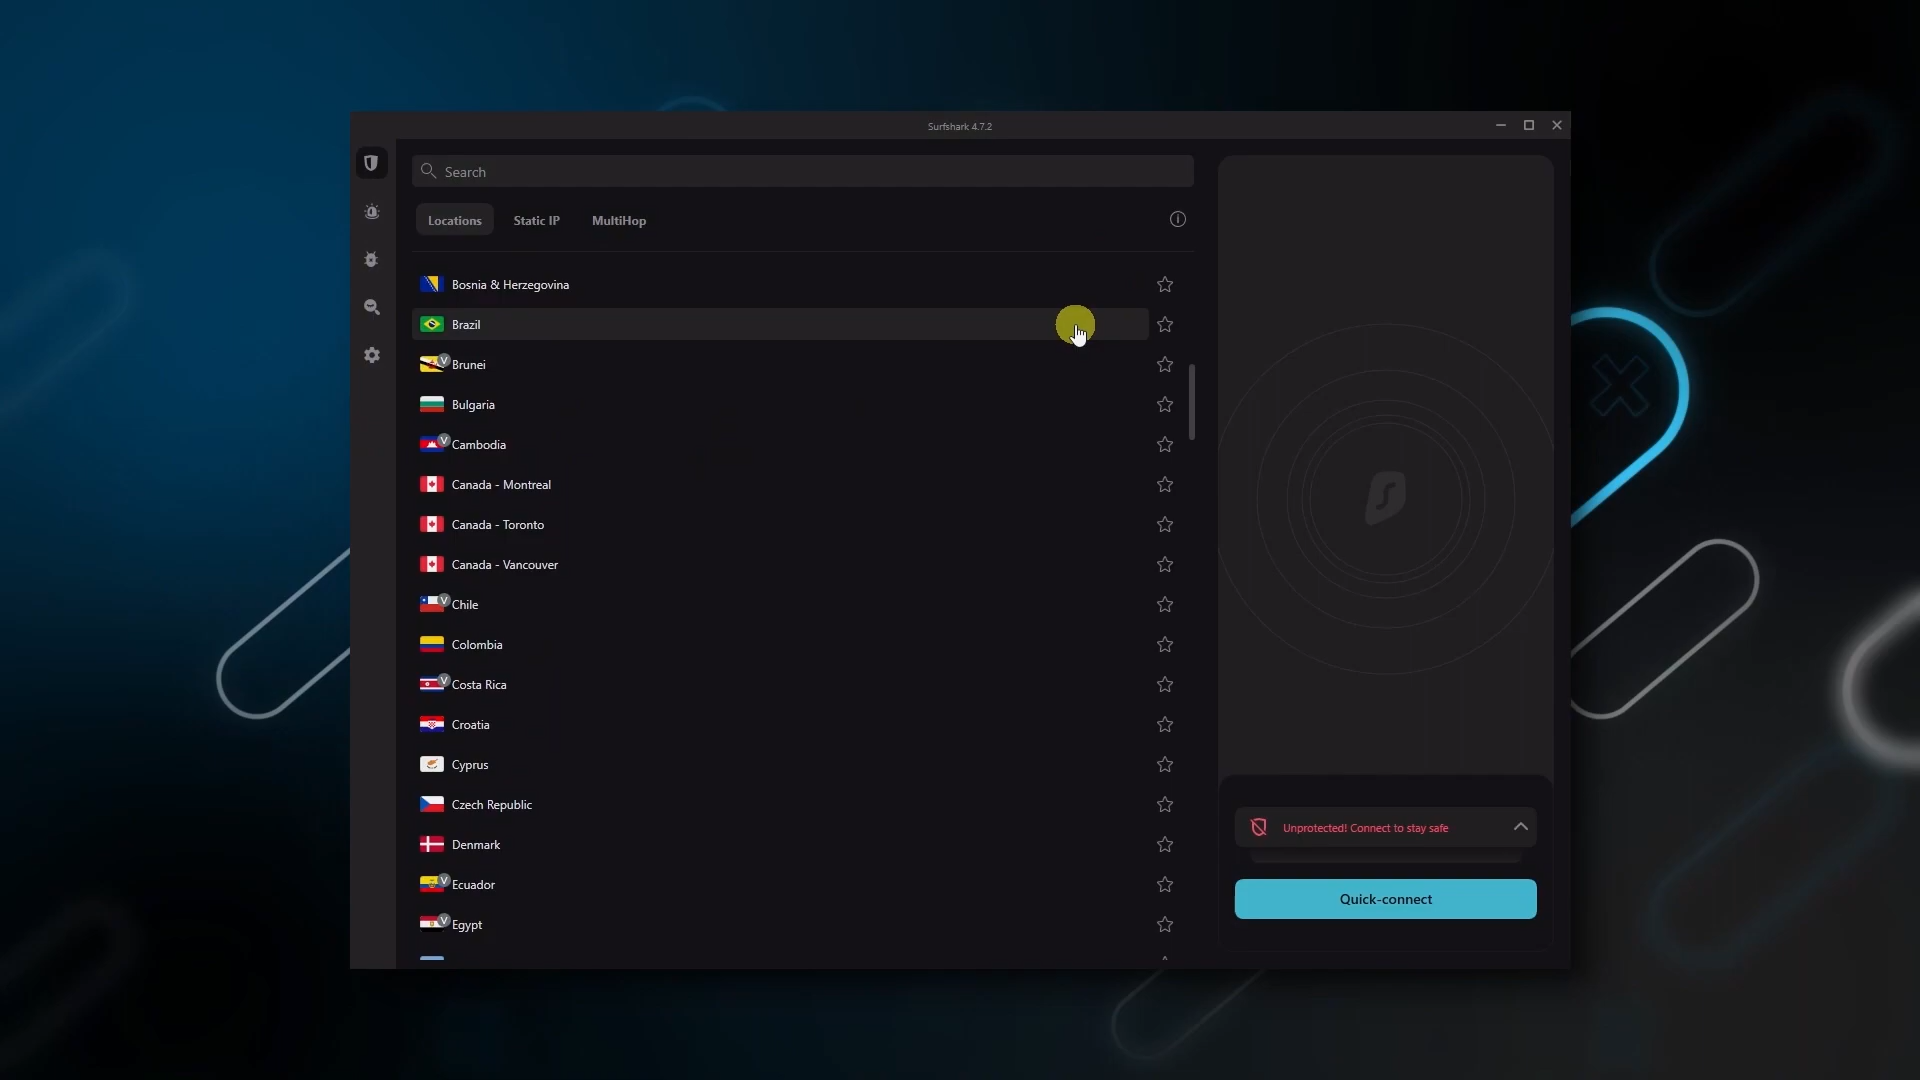 Surfshark 4.7.2
Search
Locations
Static IP
MultiHop
Bosnia & Herzegovina
Brazil
V
Brunei
Bulgaria
V
Cambodia
Canada - Montreal
Canada - Toronto
Canada - Vancouver
V
Chile
Colombia
V
Costa Rica
Croatia
Cyprus
Czech Republic
Denmark
V
Ecuador
V
Egypt
Unprotected! Connect to stay safe
Quick-connect